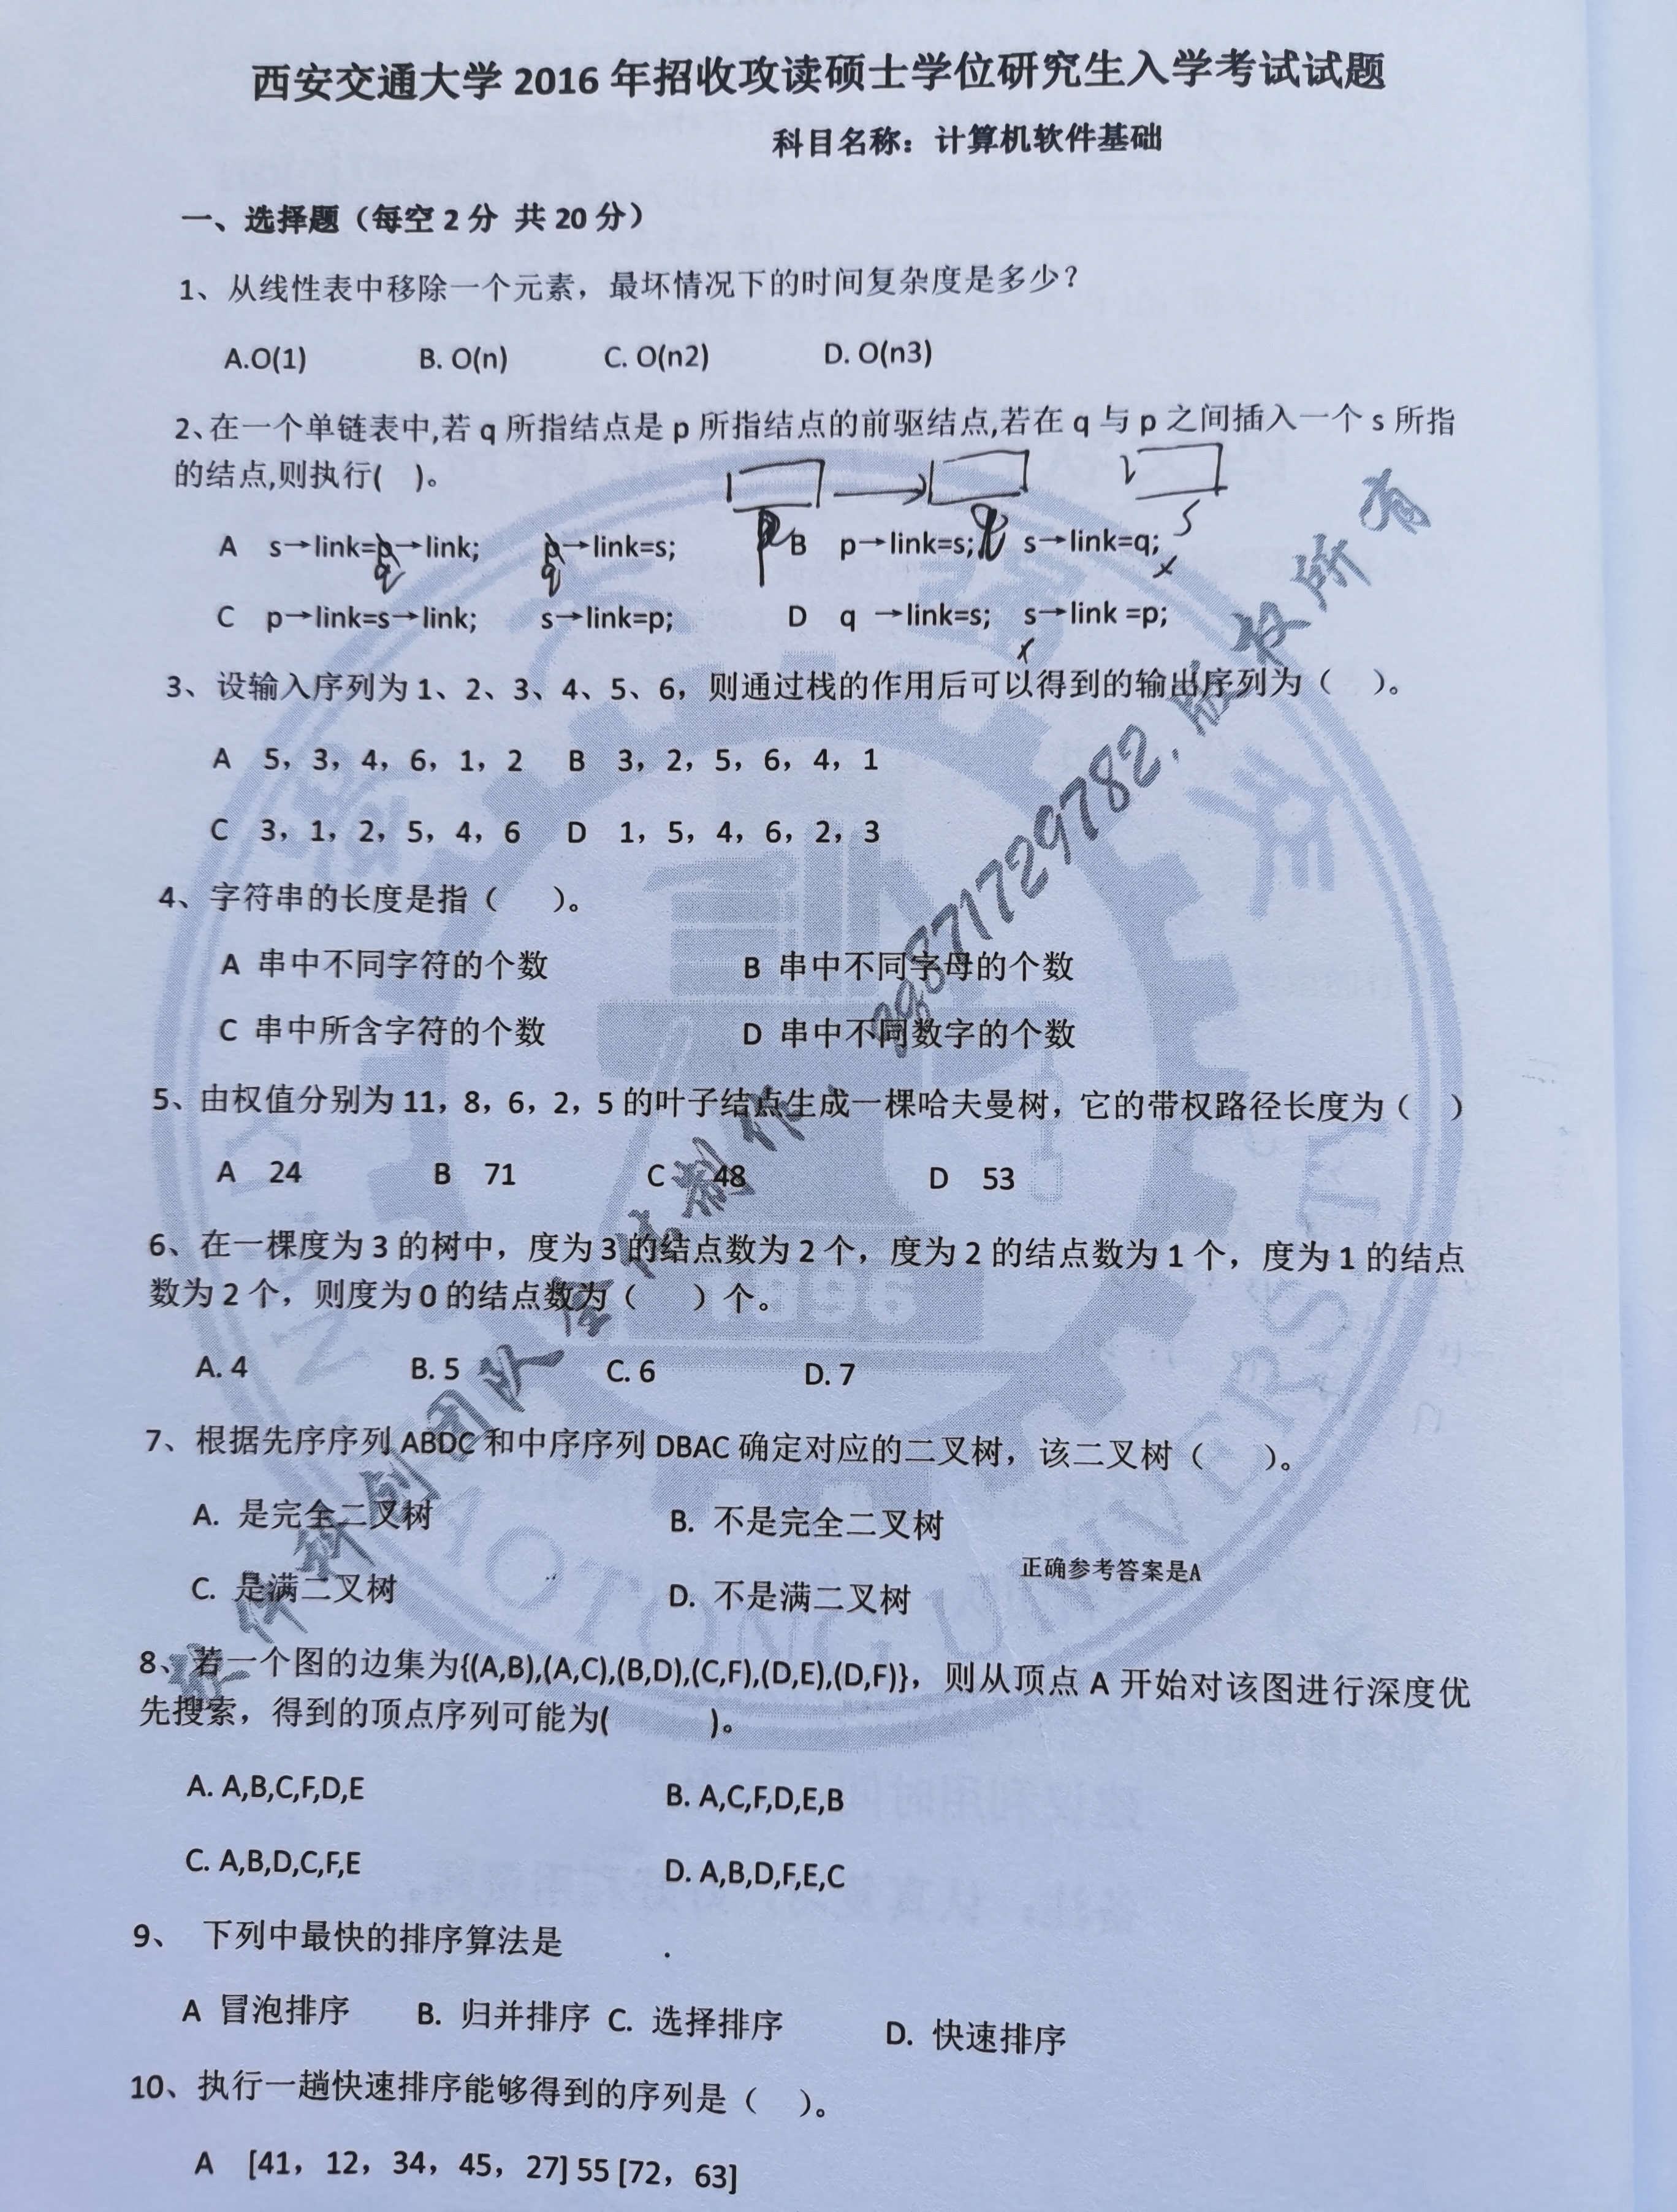 西安交通大学 2016 年招收攻读硕士学位研究生入学考试试题
科目名称：计算机软件基础
一、选择题（每空 2 分 共 20 分）
1、从线性表中移除一个元素，最坏情况下的时间复杂度是多少？
A.O(1) B. O(n) C. O(n2) D. O(n3)
2、在一个单链表中,若 q 所指结点是 p 所指结点的前驱结点,若在 q 与 p 之间插入一个 s 所指
的结点,则执行( )。
s
A s→link=p→link; p→link=s; B p→link=s; s→link=q;
q q p q x
C p→link=s→link; s→link=p; D q →link=s; s→link =p;
x
3、设输入序列为 1、2、3、4、5、6，则通过栈的作用后可以得到的输出序列为（ ）。
A 5，3，4，6，1，2 B 3，2，5，6，4，1
C 3，1，2，5，4，6 D 1，5，4，6，2，3
4、字符串的长度是指（ ）。
A 串中不同字符的个数 B 串中不同字母的个数
C 串中所含字符的个数 D 串中不同数字的个数
5、由权值分别为 11，8，6，2，5 的叶子结点生成一棵哈夫曼树，它的带权路径长度为（ ）
A 24 B 71 C 48 D 53
6、在一棵度为 3 的树中，度为 3 的结点数为 2 个，度为 2 的结点数为 1 个，度为 1 的结点
数为 2 个，则度为 0 的结点数为（ ）个。
A. 4 B. 5 C. 6 D. 7
7、根据先序序列 ABDC 和中序序列 DBAC 确定对应的二叉树，该二叉树（ ）。
A. 是完全二叉树 B. 不是完全二叉树
正确参考答案是A
C. 是满二叉树 D. 不是满二叉树
8、若一个图的边集为{(A,B),(A,C),(B,D),(C,F),(D,E),(D,F)}，则从顶点 A 开始对该图进行深度优
先搜索，得到的顶点序列可能为( )。
A. A,B,C,F,D,E B. A,C,F,D,E,B
C. A,B,D,C,F,E D. A,B,D,F,E,C
9、 下列中最快的排序算法是 .
A 冒泡排序 B. 归并排序 C. 选择排序 D. 快速排序
10、执行一趟快速排序能够得到的序列是（ ）。
A [41，12，34，45，27] 55 [72，63]